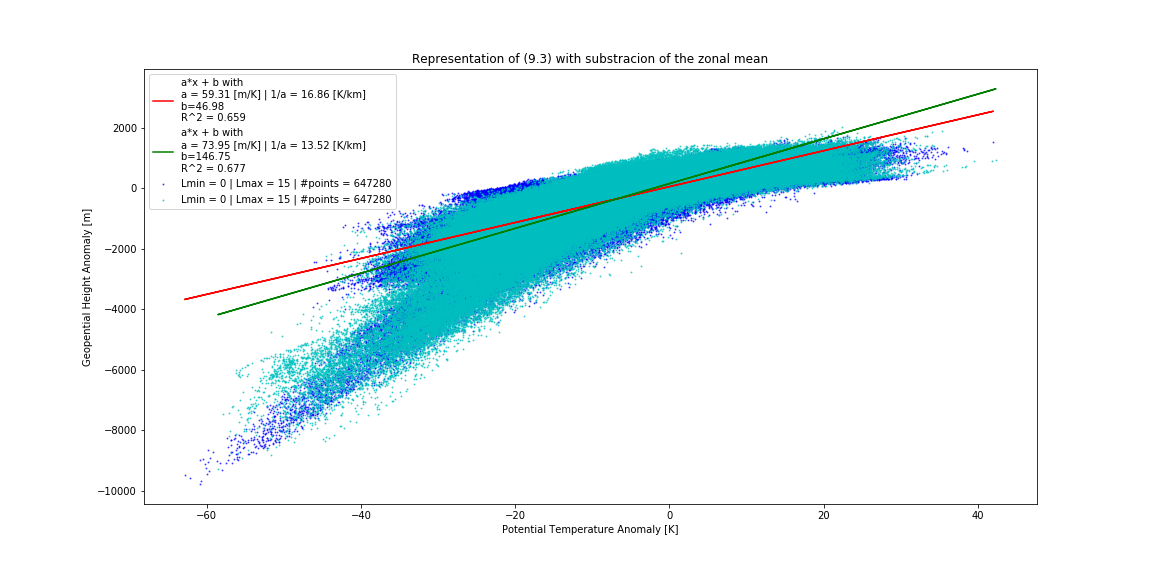 Representation of (9.3) with substracion of the zonal mean
a*x + b with
a = 59.31 [m/K] | 1/a = 16.86 [K/km]
b=46.98
R^2 = 0.659
a*x + b with
a = 73.95 [m/K] | 1/a = 13.52 [K/km]
b=146.75
R^2 = 0.677
Lmin = 0 | Lmax = 15 | #points = 647280
Lmin = 0 | Lmax = 15 | #points = 647280
Geopential Height Anomaly [m]
2000
0
−2000
−4000
−6000
−8000
−10000
−60
−40
−20
0
20
40
Potential Temperature Anomaly [K]